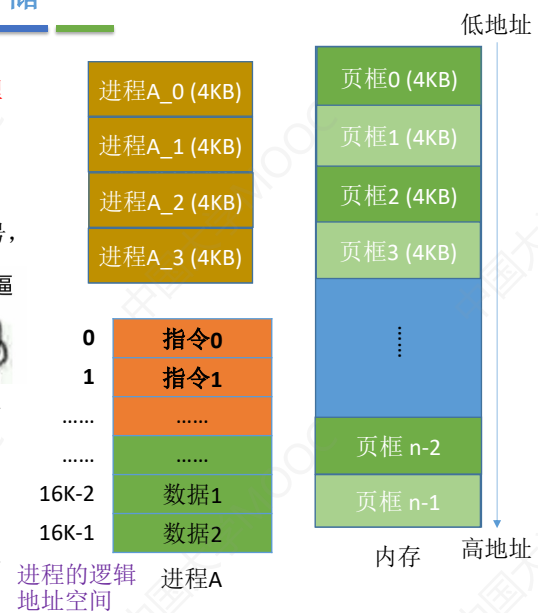 低地址
进程A_0 (4KB)
进程A_1 (4KB)
进程A_2 (4KB)
进程A_3 (4KB)
页框0 (4KB)
页框1 (4KB)
页框2 (4KB)
页框3 (4KB)
……
页框 n-2
页框 n-1
0 指令0
1 指令1
…… ……
…… ……
16K-2 数据1
16K-1 数据2
进程的逻辑
地址空间
进程A
内存
高地址